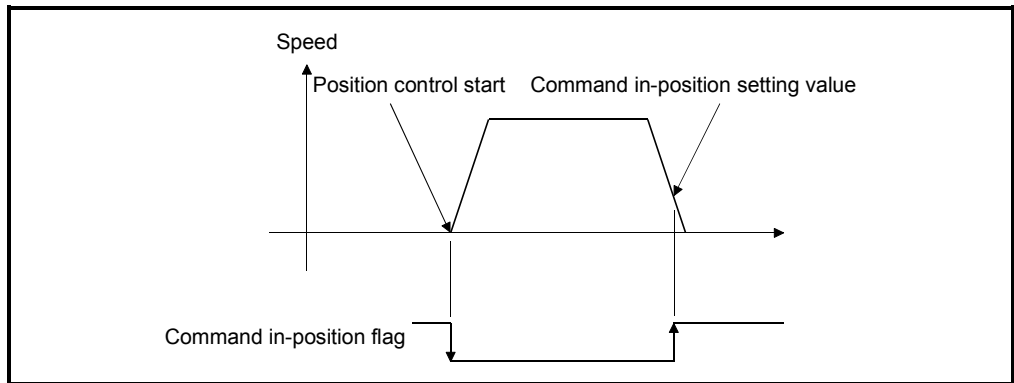 Speed
Position control start
Command in-position setting value
Command in-position flag